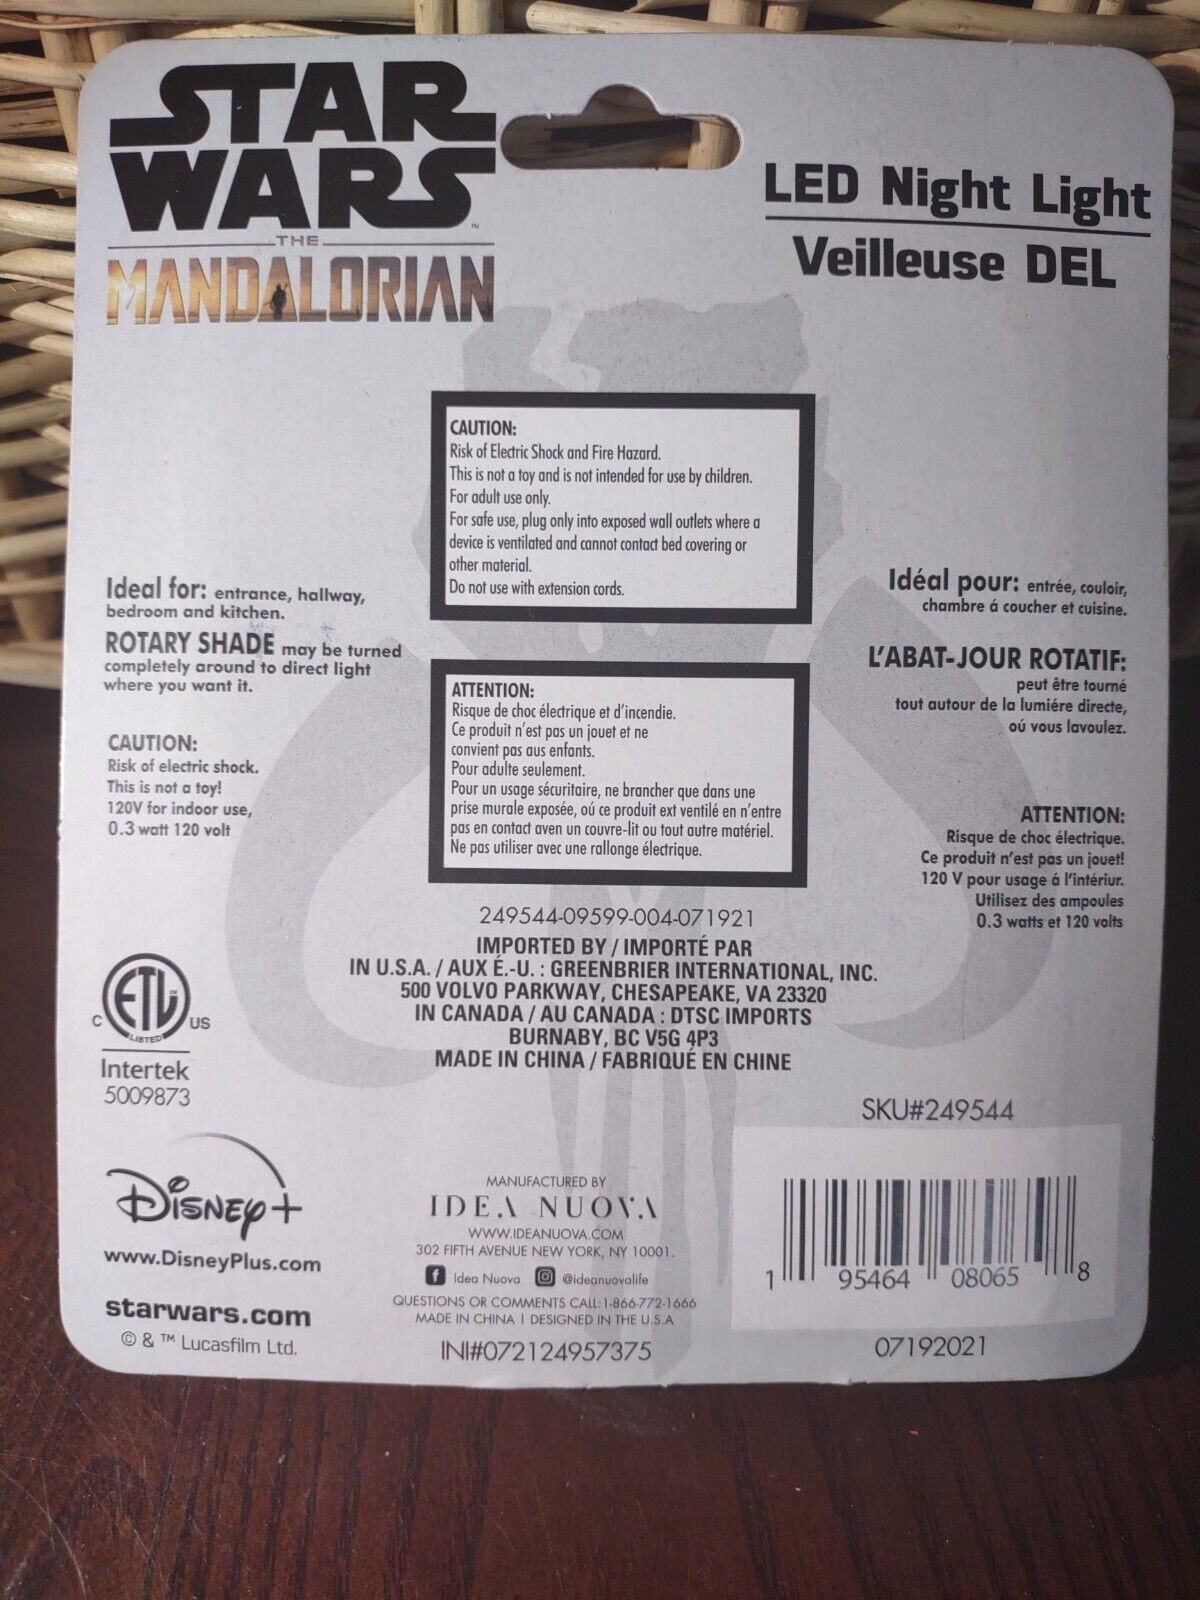 STAR
WARS™
THE
MANDALORIAN
LED Night Light
Veilleuse DEL
CAUTION:
Risk of Electric Shock and Fire Hazard.
This is not a toy and is not intended for use by children.
For adult use only.
For safe use, plug only into exposed wall outlets where a
device is ventilated and cannot contact bed covering or
other material.
Do not use with extension cords.
Ideal for: entrance, hallway,
bedroom and kitchen.
ROTARY SHADE may be turned
completely around to direct light
where you want it.
CAUTION:
Risk of electric shock.
This is not a toy!
120V for indoor use,
0.3 watt 120 volt
ATTENTION:
Risque de choc électrique et d'incendie.
Ce produit n'est pas un jouet et ne
convient pas aus enfants.
Pour adulte seulement.
Pour un usage sécuritaire, ne brancher que dans une
prise murale exposée, oú ce produit ext ventilé en n'entre
pas en contact aven un couvre-lit ou tout autre matériel.
Ne pas utiliser avec une rallonge électrique.
Idéal pour: entrée, couloir,
chambre á coucher et cuisine.
L'ABAT-JOUR ROTATIF:
peut être tourné
tout autour de la lumiére directe,
oú vous lavoulez.
ATTENTION:
Risque de choc électrique.
Ce produit n'est pas un jouet!
120 V pour usage á l'intériur.
Utilisez des ampoules
0.3 watts et 120 volts
249544-09599-004-071921
IMPORTED BY / IMPORTÉ PAR
IN U.S.A. / AUX É.-U. : GREENBRIER INTERNATIONAL, INC.
500 VOLVO PARKWAY, CHESAPEAKE, VA 23320
IN CANADA / AU CANADA : DTSC IMPORTS
BURNABY, BC V5G 4P3
MADE IN CHINA / FABRIQUÉ EN CHINE
C ETL US
LISTED
Intertek
5009873
Disney+
www.DisneyPlus.com
starwars.com
© & ™ Lucasfilm Ltd.
MANUFACTURED BY
IDEA NUOVA
WWW.IDEANUOVA.COM
302 FIFTH AVENUE NEW YORK, NY 10001.
f Idea Nuova @ideanuovalife
QUESTIONS OR COMMENTS CALL:1-866-772-1666
MADE IN CHINA | DESIGNED IN THE U.S.A
INI#072124957375
SKU#249544
1 95464 08065 8
07192021